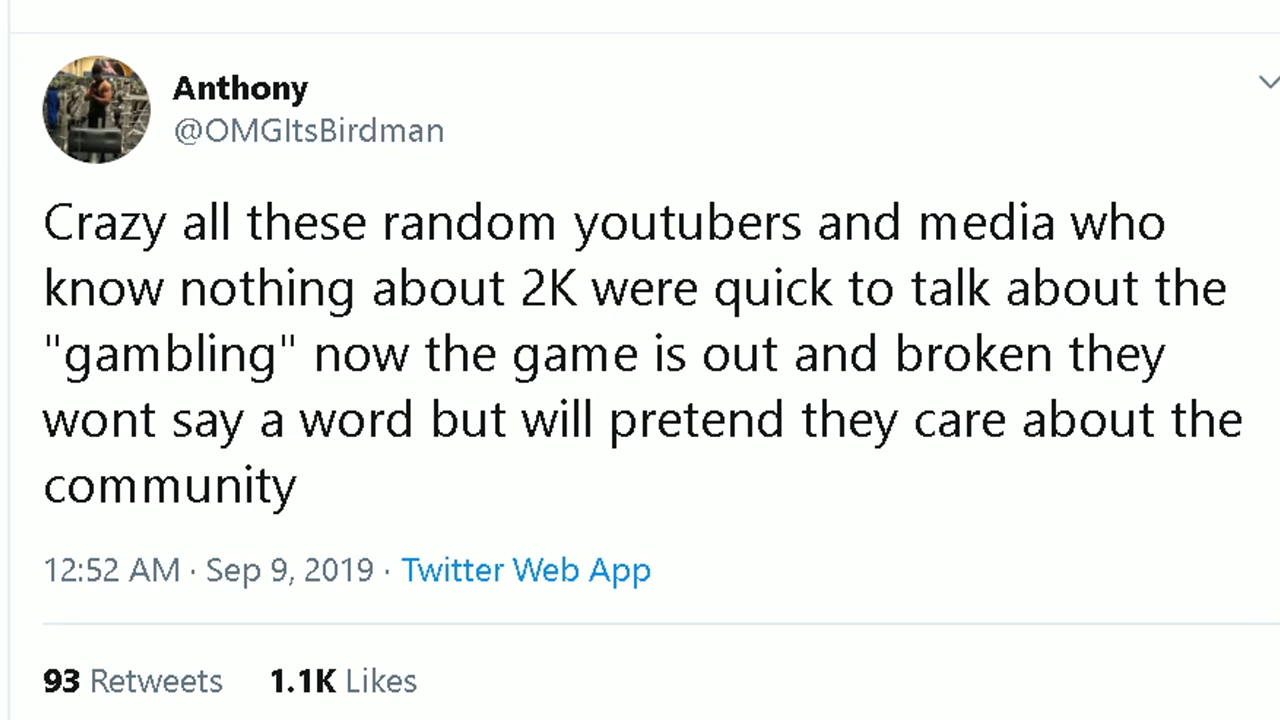 Anthony
@OMGItsBirdman
Crazy all these random youtubers and media who
know nothing about 2K were quick to talk about the
"gambling" now the game is out and broken they
wont say a word but will pretend they care about the
community
12:52 AM · Sep 9, 2019 · Twitter Web App
93 Retweets 1.1K Likes